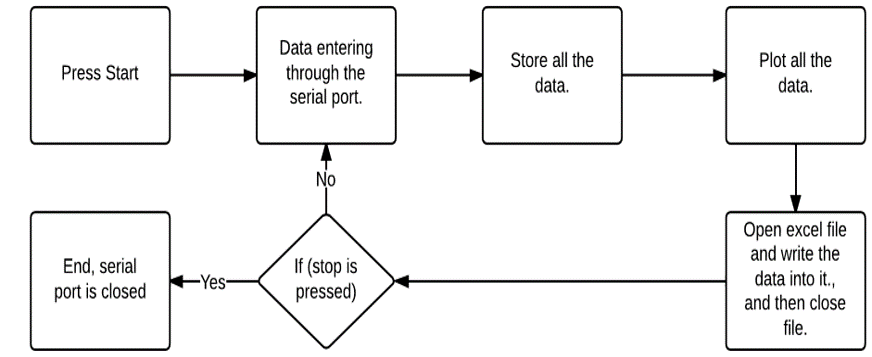 Press Start
Data entering
through the
serial port.
Store all the
data.
Plot all the
data.
No
Open excel file
and write the
data into it.,
and then close
file.
If (stop is
pressed)
Yes
End, serial
port is closed